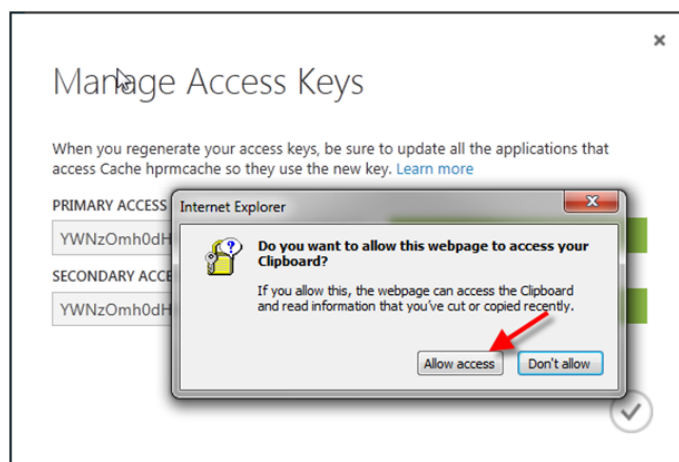 Manage Access Keys
When you regenerate your access keys, be sure to update all the applications that
access Cache hprmcache so they use the new key. Learn more
PRIMARY ACCESS
YWNzOmh0dH
SECONDARY ACCE
YWNzOmh0dH
Internet Explorer
Do you want to allow this webpage to access your
Clipboard?
If you allow this, the webpage can access the Clipboard
and read information that you've cut or copied recently.
Allow access Don't allow